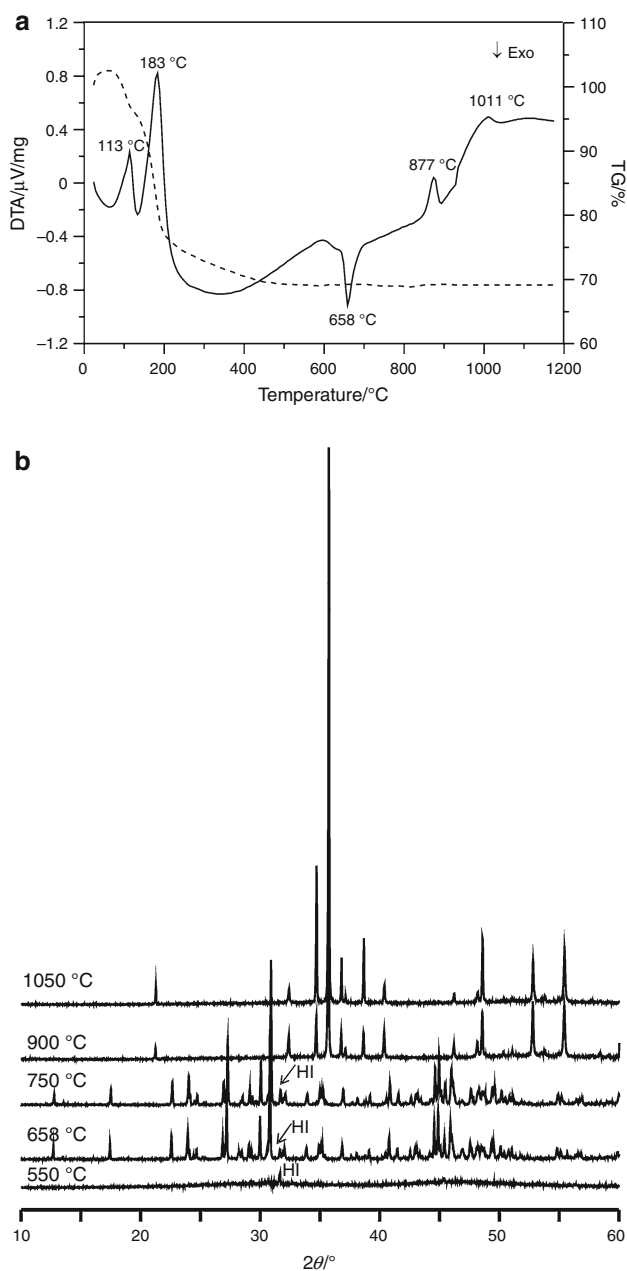 a
1.2
0.8
0.4
0
−0.4
−0.8
−1.2
DTA/μV/mg
110
100
90
80
70
60
TG/%
↓ Exo
183 °C
113 °C
658 °C
877 °C
1011 °C
0 200 400 600 800 1000 1200
Temperature/°C
b
1050 °C
900 °C
750 °C
HI
658 °C
HI
550 °C
HI
10 20 30 40 50 60
2θ/°